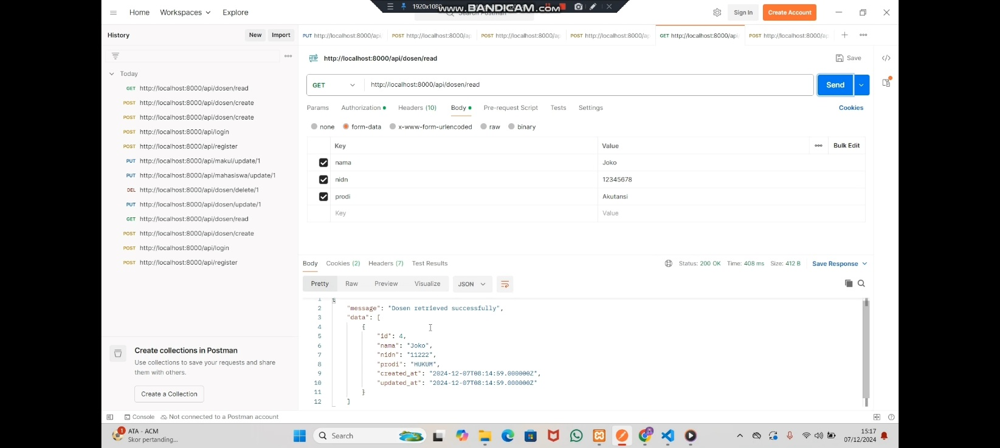 Home Workspaces Explore
1920x1080
www.BANDICAM.com
Search Postman
Sign In Create Account
History New Import
PUT http://localhost:8000/api/
POST http://localhost:8000/ap
POST http://localhost:8000/ap
POST http://localhost:8000/ap
GET http://localhost:8000/api/
POST http://localhost:8000/ap
Today
GET http://localhost:8000/api/dosen/read
POST http://localhost:8000/api/dosen/create
POST http://localhost:8000/api/dosen/create
POST http://localhost:8000/api/login
POST http://localhost:8000/api/register
PUT http://localhost:8000/api/makul/update/1
PUT http://localhost:8000/api/mahasiswa/update/1
DEL http://localhost:8000/api/dosen/delete/1
PUT http://localhost:8000/api/dosen/update/1
GET http://localhost:8000/api/dosen/read
POST http://localhost:8000/api/dosen/create
POST http://localhost:8000/api/login
POST http://localhost:8000/api/register
Create collections in Postman
Use collections to save your requests and share
them with others.
Create a Collection
HTTP http://localhost:8000/api/dosen/read Save
GET http://localhost:8000/api/dosen/read Send
Params Authorization Headers (10) Body Pre-request Script Tests Settings Cookies
none form-data x-www-form-urlencoded raw binary
Key Value Bulk Edit
nama Joko
nidn 12345678
prodi Akutansi
Key Value
Body Cookies (2) Headers (7) Test Results Status: 200 OK Time: 408 ms Size: 412 B Save Response
Pretty Raw Preview Visualize JSON
1 {
2 "message": "Dosen retrieved successfully",
3 "data": [
4 {
5 "id": 4,
6 "nama": "Joko",
7 "nidn": "11222",
8 "prodi": "HUKUM",
9 "created_at": "2024-12-07T08:14:59.000000Z",
10 "updated_at": "2024-12-07T08:14:59.000000Z"
11 }
12 ]
Console Not connected to a Postman account
1 ATA - ACM
Skor pertanding...
Search
15:17
07/12/2024